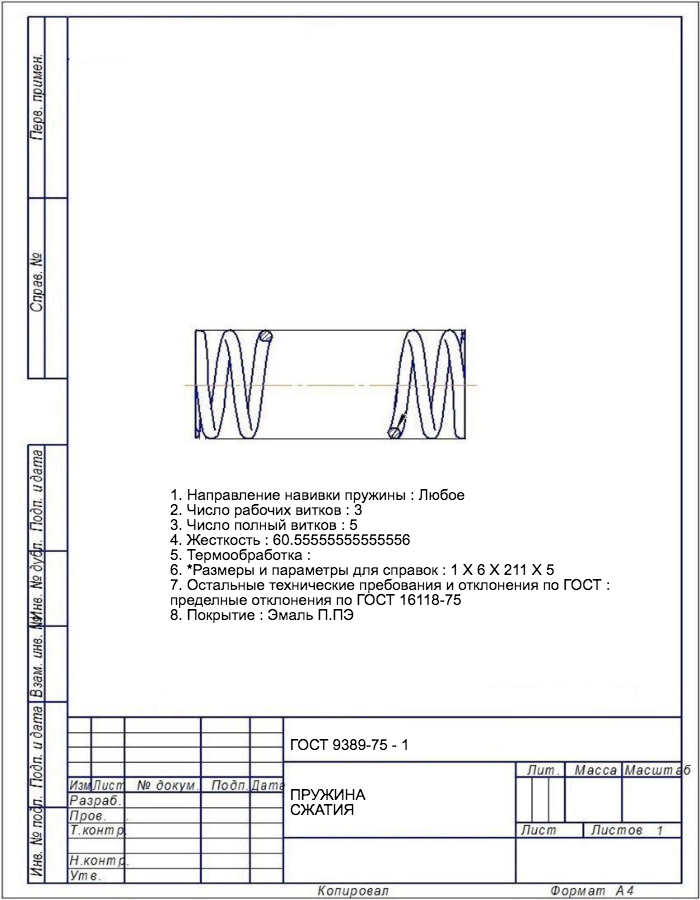 Перв. примен.
Справ. №
Подп. и дата
Инв. № дубл.
Взам. инв. №
Подп. и дата
Инв. № подл.
1. Направление навивки пружины : Любое
2. Число рабочих витков : 3
3. Число полный витков : 5
4. Жесткость : 60.55555555555556
5. Термообработка :
6. *Размеры и параметры для справок : 1 X 6 X 211 X 5
7. Остальные технические пребования и отклонения по ГОСТ :
пределные отклонения по ГОСТ 16118-75
8. Покрытие : Эмаль П.ПЭ
ГОСТ 9389-75 - 1
Изм Лист № докум. Подп. Дата
Разраб.
Пров.
Т.контр.
Н.контр.
Утв.
ПРУЖИНА
СЖАТИЯ
Лит. Масса Масштаб
Лист Листов 1
Копировал Формат А4